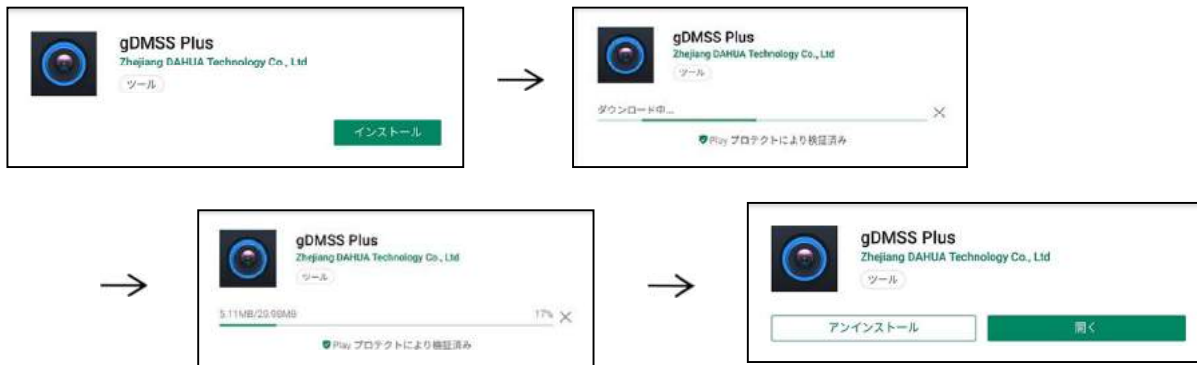 gDMSS Plus
Zhejiang DAHUA Technology Co., Ltd
ツール
インストール
gDMSS Plus
Zhejiang DAHUA Technology Co., Ltd
ツール
ダウンロード中...
Play プロテクトにより検証済み
gDMSS Plus
Zhejiang DAHUA Technology Co., Ltd
ツール
5.11MB/29.98MB 17%
Play プロテクトにより検証済み
gDMSS Plus
Zhejiang DAHUA Technology Co., Ltd
ツール
アンインストール 開く